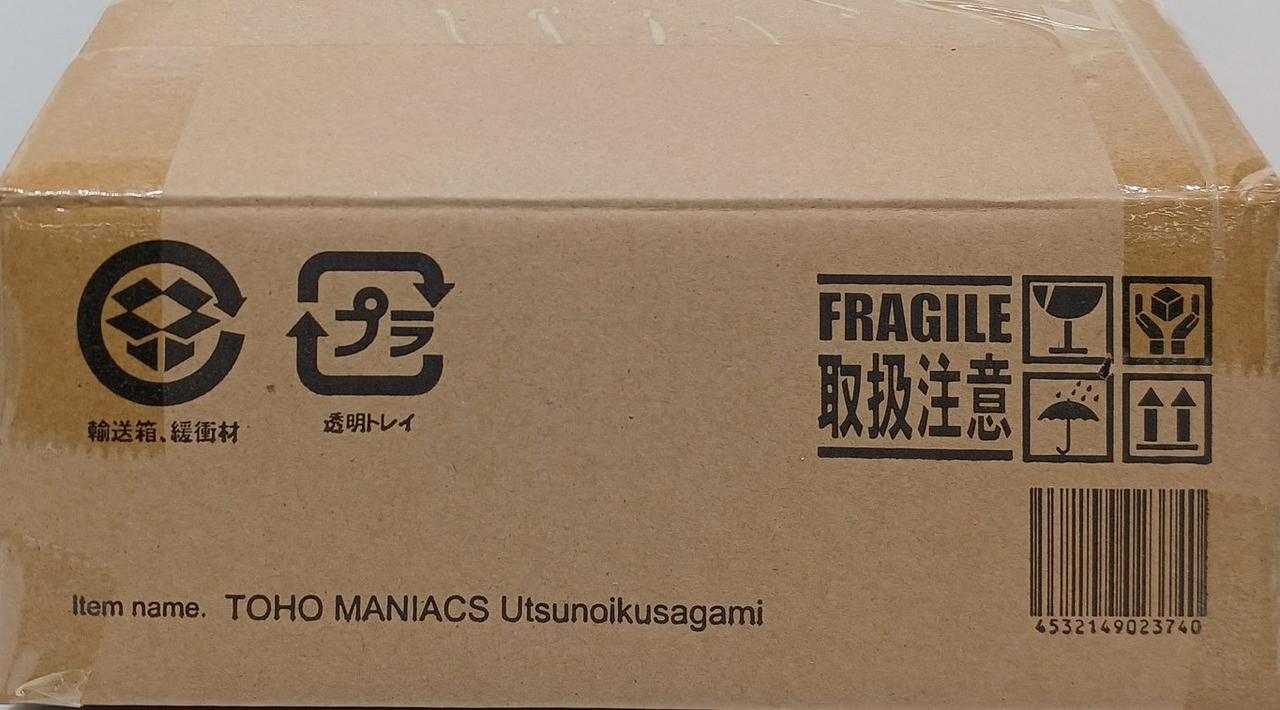 プラ
輸送箱、緩衝材
透明トレイ
FRAGILE
取扱注意
Item name. TOHO MANIACS Utsunoikusagami
4532149023740